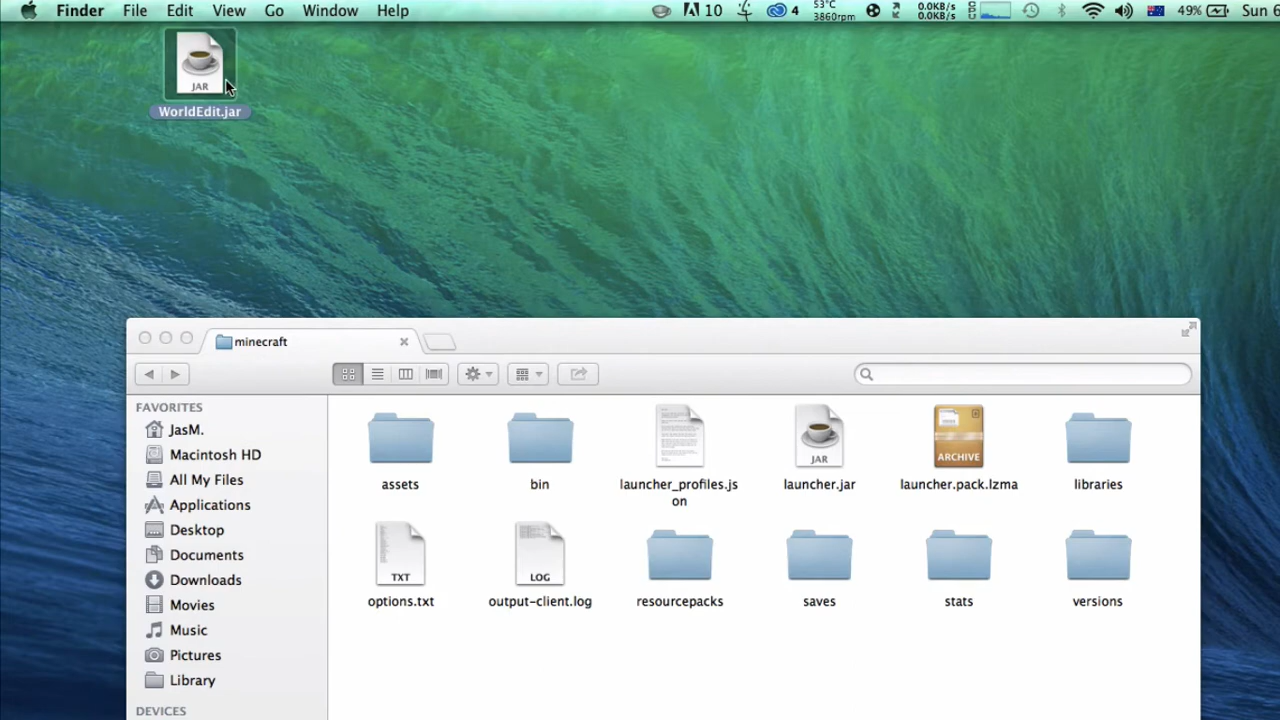 Finder File Edit View Go Window Help 10 4 53°C 3860rpm 0.0KB/s 0.0KB/s 49% Sun 6
JAR
WorldEdit.jar
minecraft
FAVORITES
JasM.
Macintosh HD
All My Files
Applications
Desktop
Documents
Downloads
Movies
Music
Pictures
Library
DEVICES
JAR
ARCHIVE
assets bin launcher_profiles.js launcher.jar launcher.pack.lzma libraries
on
TXT LOG
options.txt output-client.log resourcepacks saves stats versions